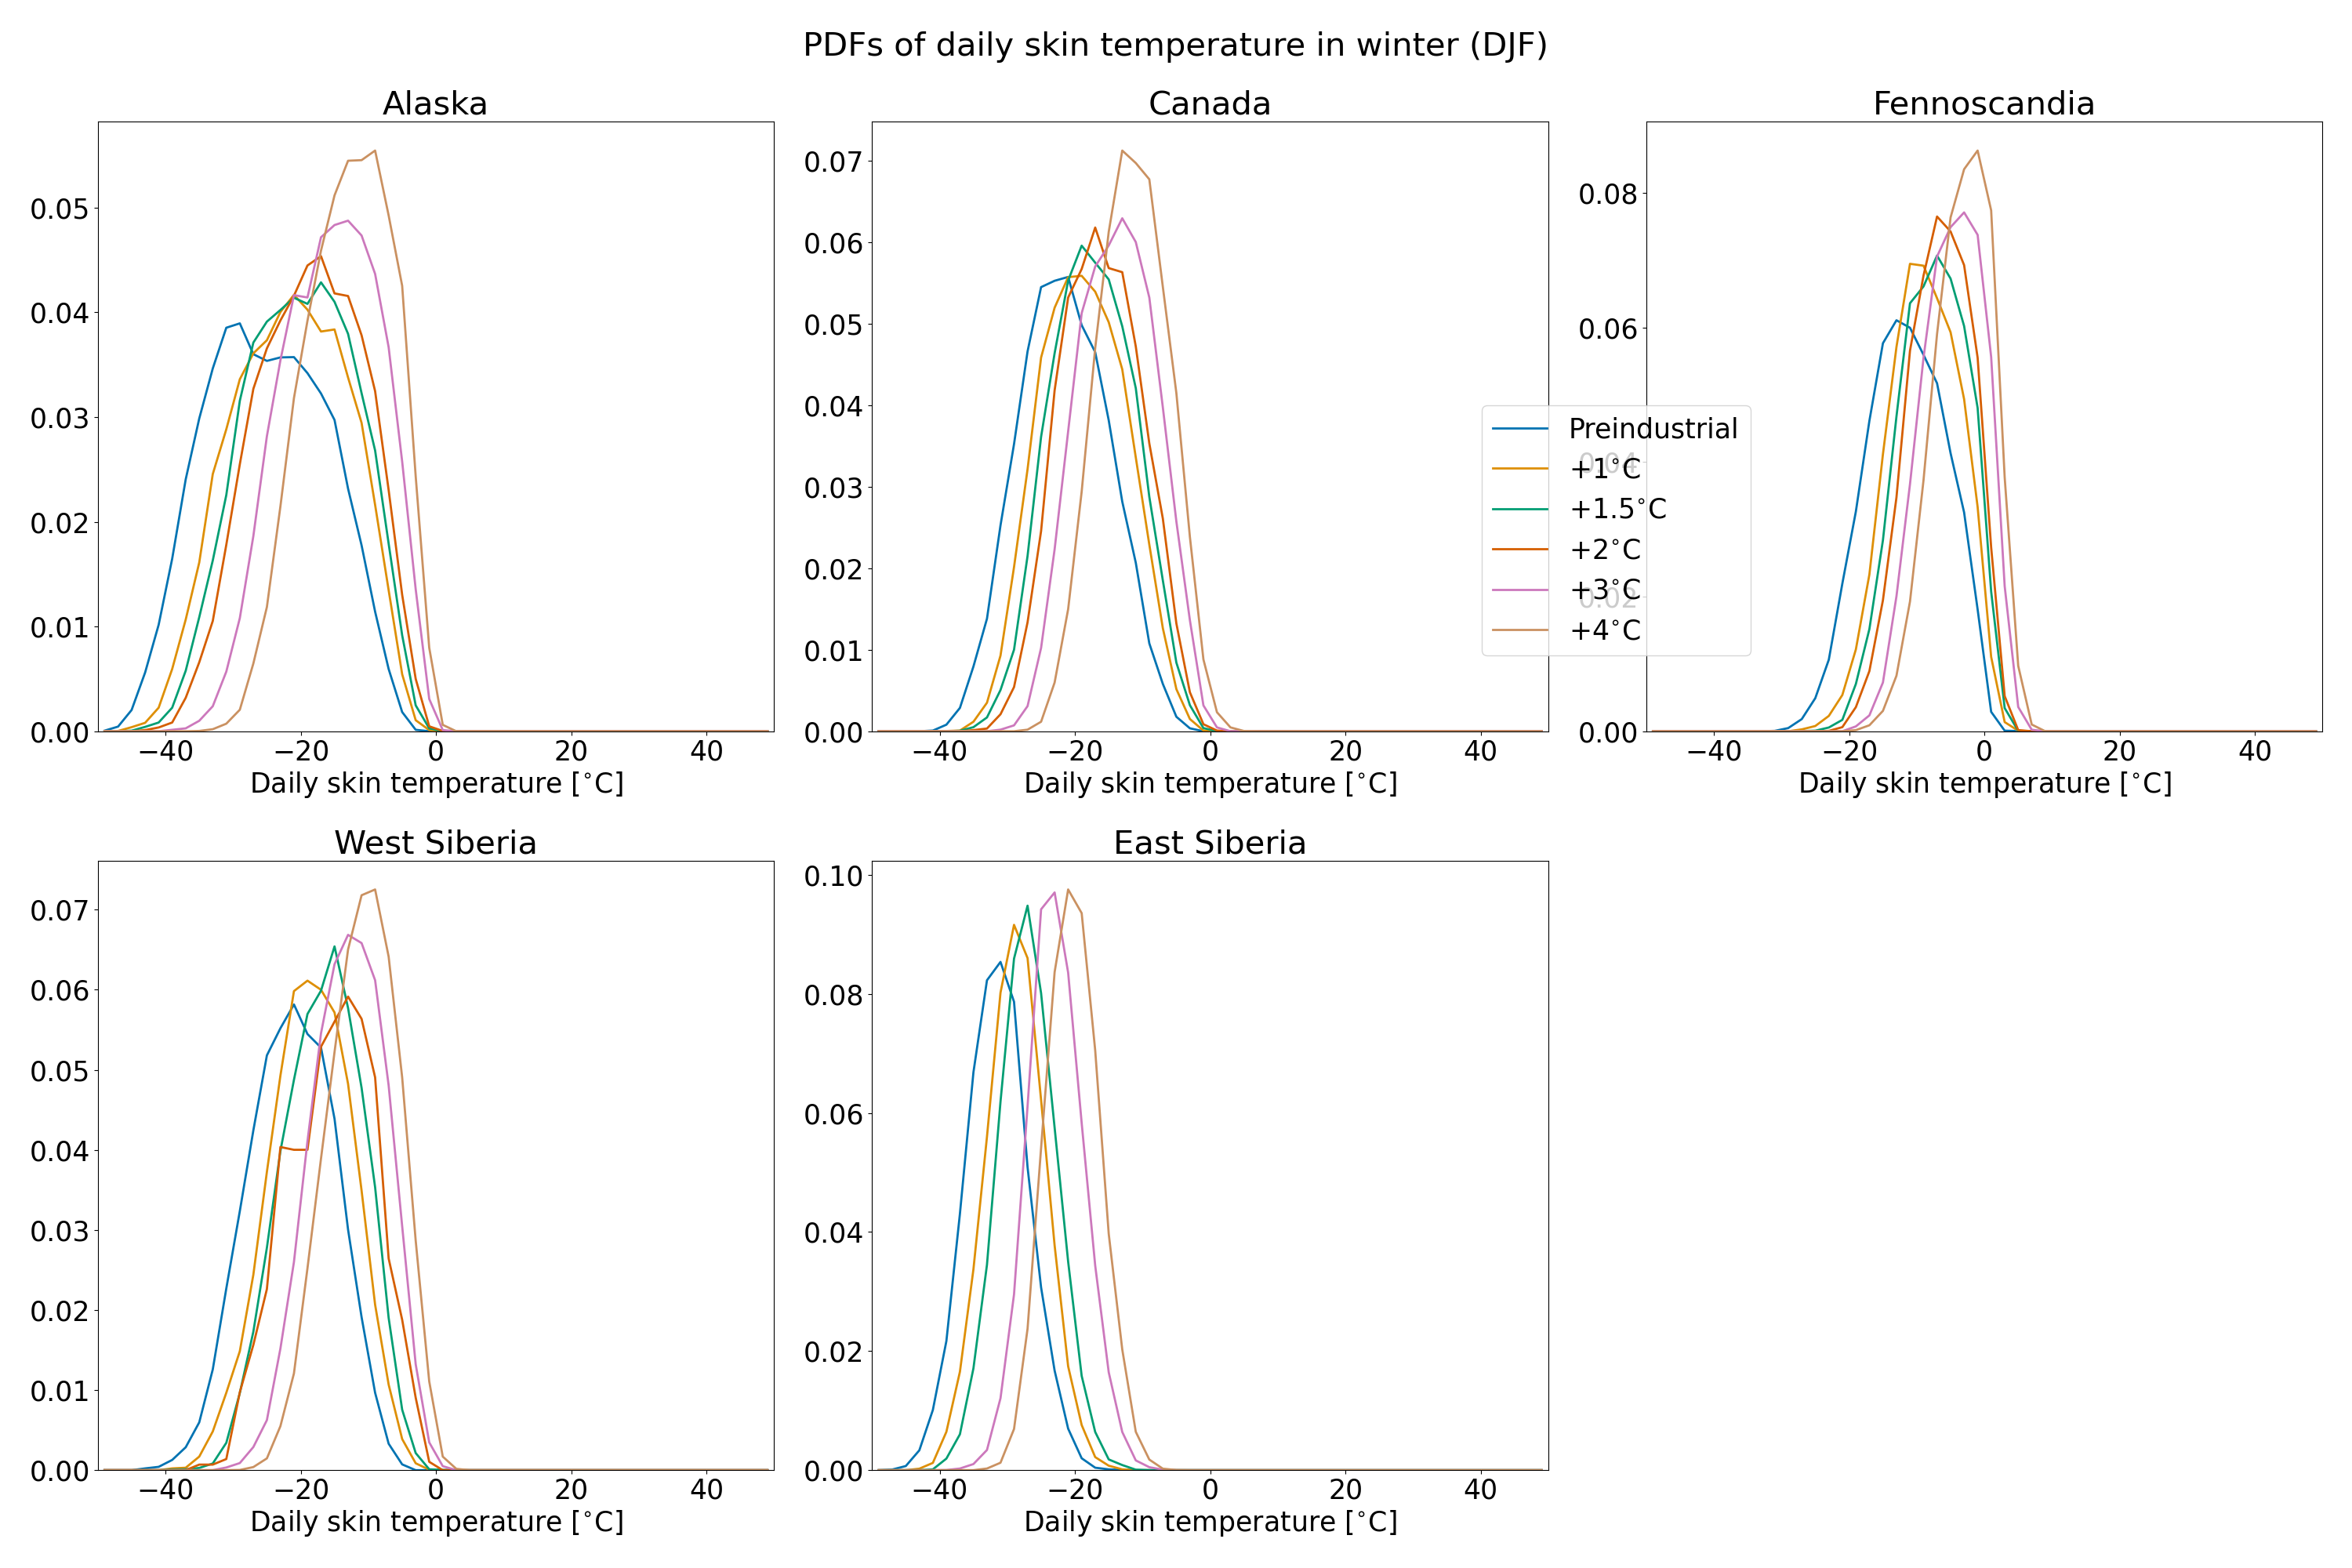 PDFs of daily skin temperature in winter (DJF)
Alaska
0.05
0.04
0.03
0.02
0.01
0.00
−40 −20 0 20 40
Daily skin temperature [°C]
Canada
0.07
0.06
0.05
0.04
0.03
0.02
0.01
0.00
−40 −20 0 20 40
Daily skin temperature [°C]
Fennoscandia
0.08
0.06
0.04
0.02
0.00
−40 −20 0 20 40
Daily skin temperature [°C]
Preindustrial
+1°C
+1.5°C
+2°C
+3°C
+4°C
West Siberia
0.07
0.06
0.05
0.04
0.03
0.02
0.01
0.00
−40 −20 0 20 40
Daily skin temperature [°C]
East Siberia
0.10
0.08
0.06
0.04
0.02
0.00
−40 −20 0 20 40
Daily skin temperature [°C]